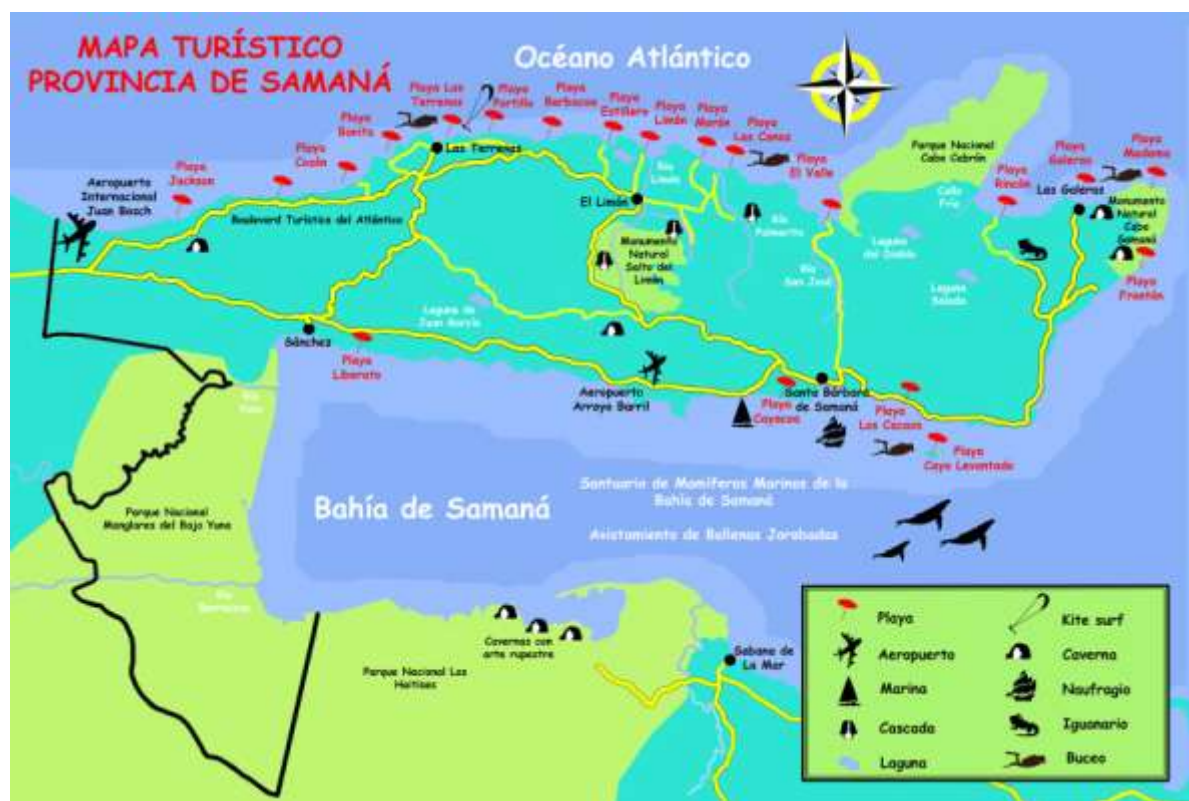 MAPA TURÍSTICO
PROVINCIA DE SAMANÁ
Océano Atlántico
Aeropuerto
Internacional
Juan Bosch
Playa
Jackson
Playa
Cosón
Playa
Bonita
Playa Las
Terrenas
Playa
Portillo
Playa
Barbacoa
Playa
Estillero
Playa
Limón
Playa
Morón
Playa
Las Canas
Playa
El Valle
Parque Nacional
Cabo Cabrón
Playa
Rincón
Playa
Galeras
Playa
Madama
Las Terrenas
Boulevard Turístico del Atlántico
El Limón
Río
Limón
Monumento
Natural
Salto del
Limón
Río
Palmarito
Río
San José
Caño
Frío
Laguna
del Diablo
Laguna
Salada
Las Galeras
Monumento
Natural
Cabo
Samaná
Playa
Frontón
Laguna de
Juan
Sánchez
Playa
Liberato
Aeropuerto
Arroyo Barril
Playa
Cayacoa
Santa Bárbara
de Samaná
Playa
Los Cacaos
Playa
Cayo Levantado
Río
Yuna
Parque Nacional
Manglares del Bajo Yuna
Bahía de Samaná
Santuario de Mamíferos Marinos de la
Bahía de Samaná
Avistamiento de Ballenas Jorobadas
Río
Cavernas con
arte rupestre
Parque Nacional Los
Haitises
Sabana de
La Mar
Playa
Aeropuerto
Marina
Cascada
Laguna
Kite surf
Caverna
Naufragio
Iguanario
Buceo